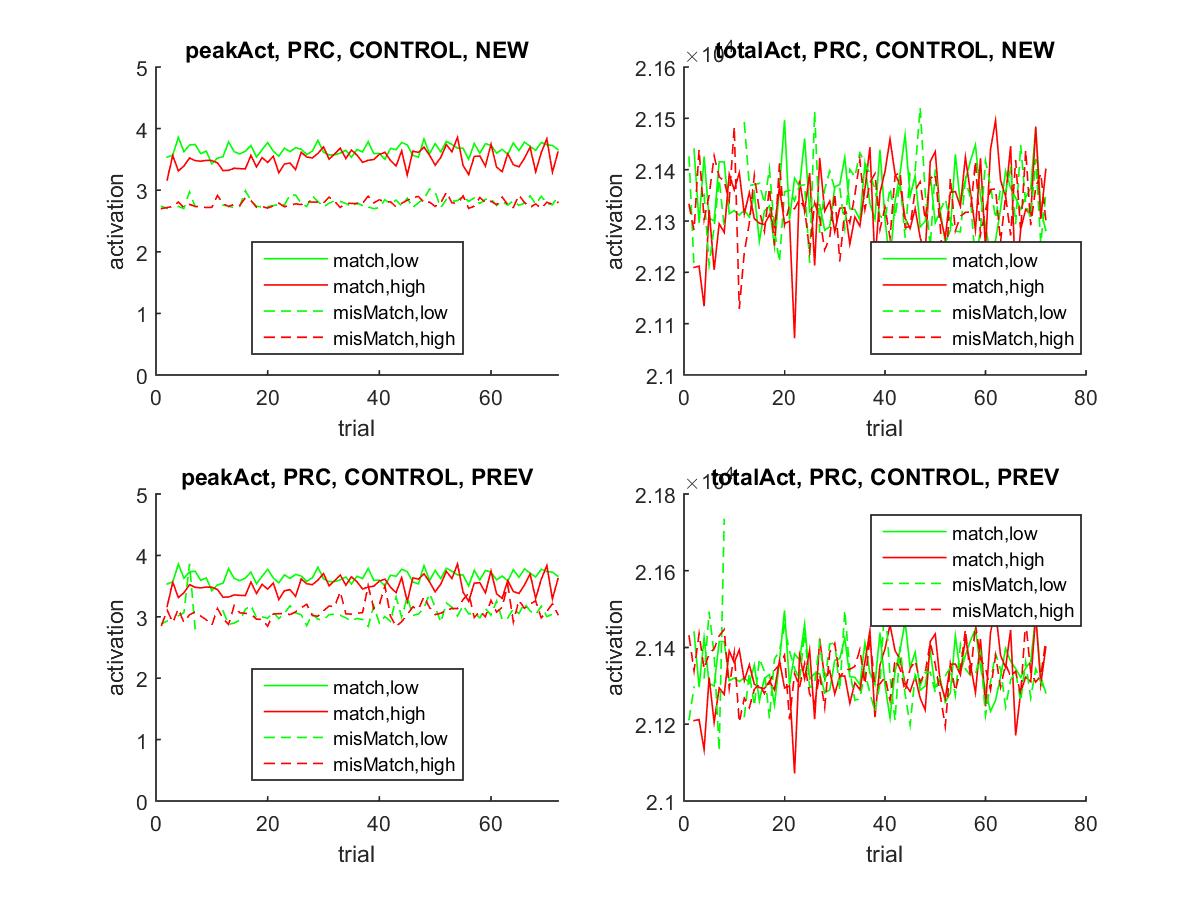 peakAct, PRC, CONTROL, NEW
5
4
3
2
1
0
activation
match,low
match,high
misMatch,low
misMatch,high
0 20 40 60
trial
×10⁴
totalAct, PRC, CONTROL, NEW
2.16
2.15
2.14
2.13
2.12
2.11
2.1
activation
match,low
match,high
misMatch,low
misMatch,high
0 20 40 60 80
trial
peakAct, PRC, CONTROL, PREV
5
4
3
2
1
0
activation
match,low
match,high
misMatch,low
misMatch,high
0 20 40 60
trial
×10⁴
totalAct, PRC, CONTROL, PREV
2.18
2.16
2.14
2.12
2.1
activation
match,low
match,high
misMatch,low
misMatch,high
0 20 40 60 80
trial